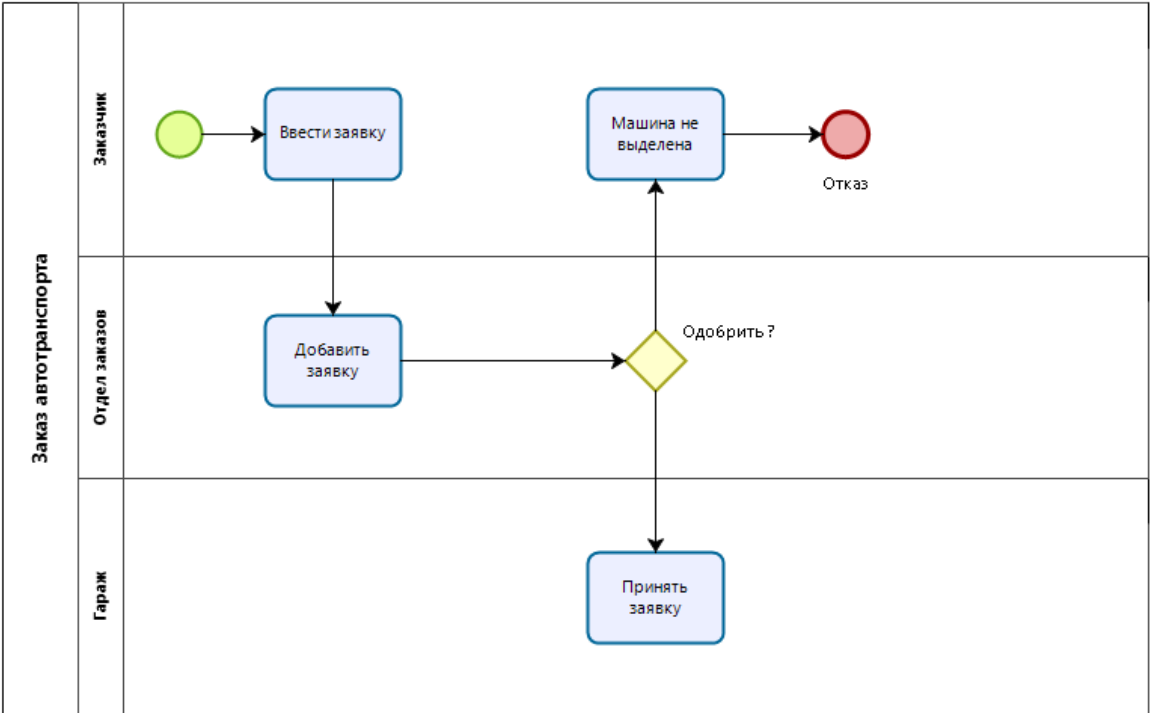 Заказ автотранспорта
Заказчик
Ввести заявку
Машина не
выделена
Отказ
Отдел заказов
Добавить
заявку
Одобрить ?
Гараж
Принять
заявку